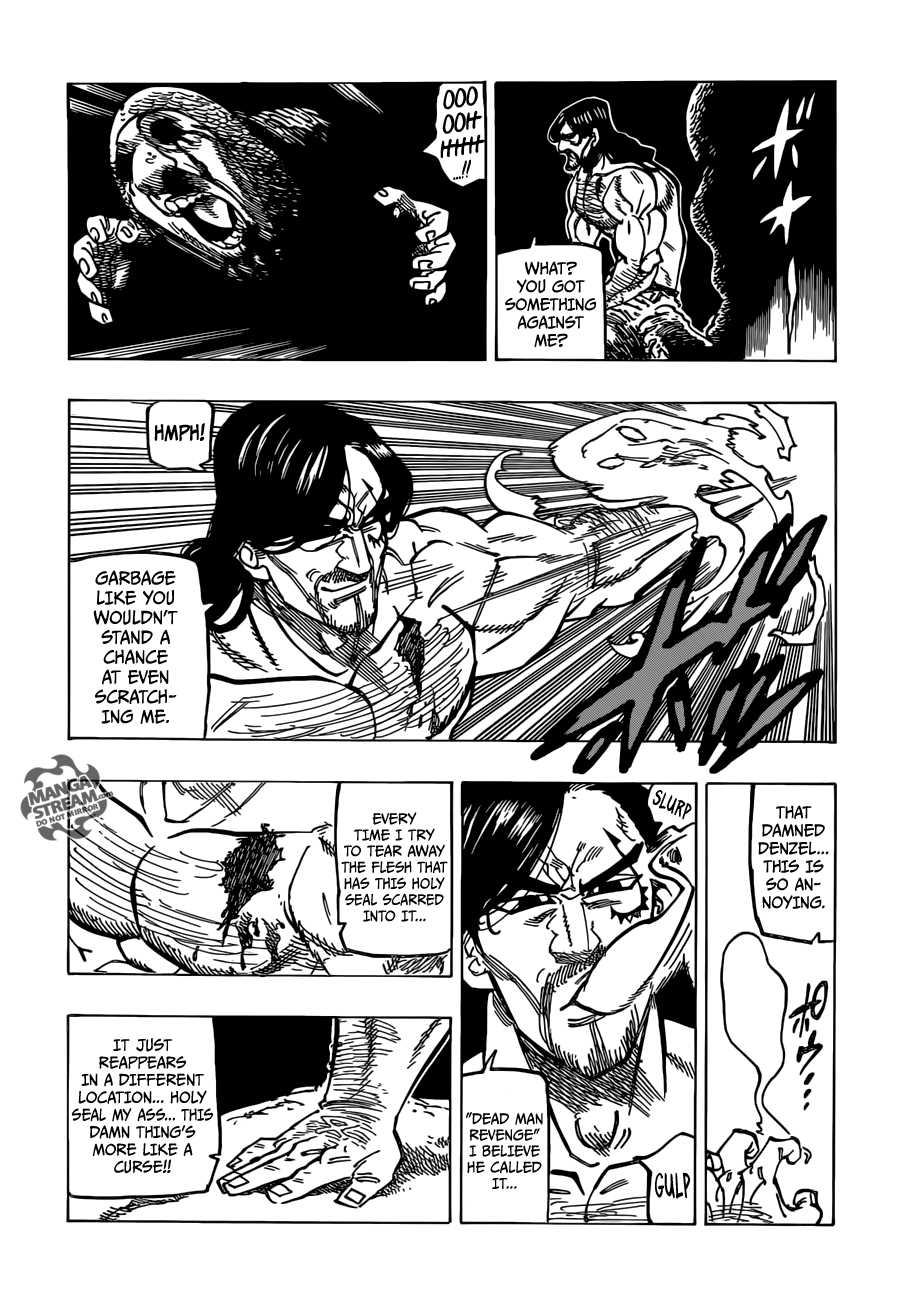 WHAT?
YOU GOT
SOMETHING
AGAINST
ME?
OOO
OOH
HHHH
....!!
HMPH!
GARBAGE
LIKE YOU
WOULDN'T
STAND A
CHANCE
AT EVEN
SCRATCH-
ING ME.
THAT
DAMNED
DENZEL...
THIS IS
SO AN-
NOYING.
SLURP
"DEAD MAN
REVENGE"
I BELIEVE
HE CALLED
IT...
GULP
EVERY
TIME I TRY
TO TEAR AWAY
THE FLESH THAT
HAS THIS HOLY
SEAL SCARRED
INTO IT...
IT JUST
REAPPEARS
IN A DIFFERENT
LOCATION... HOLY
SEAL MY ASS... THIS
DAMN THING'S
MORE LIKE A
CURSE!!
MANGA
STREAM.com
DO NOT MIRROR